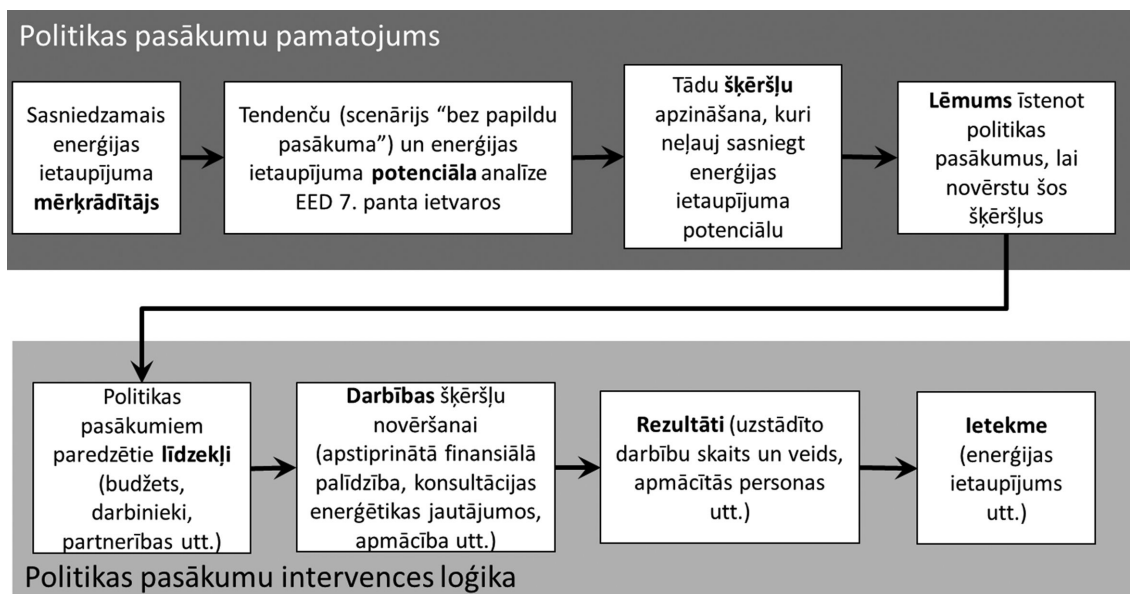 Politikas pasākumu pamatojums
Sasniedzamais
enerģijas
ietaupījuma
mērķrādītājs
Tendenču (scenārijs “bez papildu
pasākuma”) un enerģijas
ietaupījuma potenciāla analīze
EED 7. panta ietvaros
Tādu šķēršļu
apzināšana, kuri
neļauj sasniegt
enerģijas
ietaupījuma
potenciālu
Lēmums īstenot
politikas
pasākumus, lai
novērstu šos
šķēršļus
Politikas
pasākumiem
paredzētie līdzekļi
(budžets,
darbinieki,
partnerības utt.)
Darbības šķēršļu
novēršanai
(apstiprinātā finansiālā
palīdzība, konsultācijas
enerģētikas jautājumos,
apmācība utt.)
Rezultāti (uzstādīto
darbību skaits un veids,
apmācītās personas
utt.)
Ietekme
(enerģijas
ietaupījums
utt.)
Politikas pasākumu intervences loģika